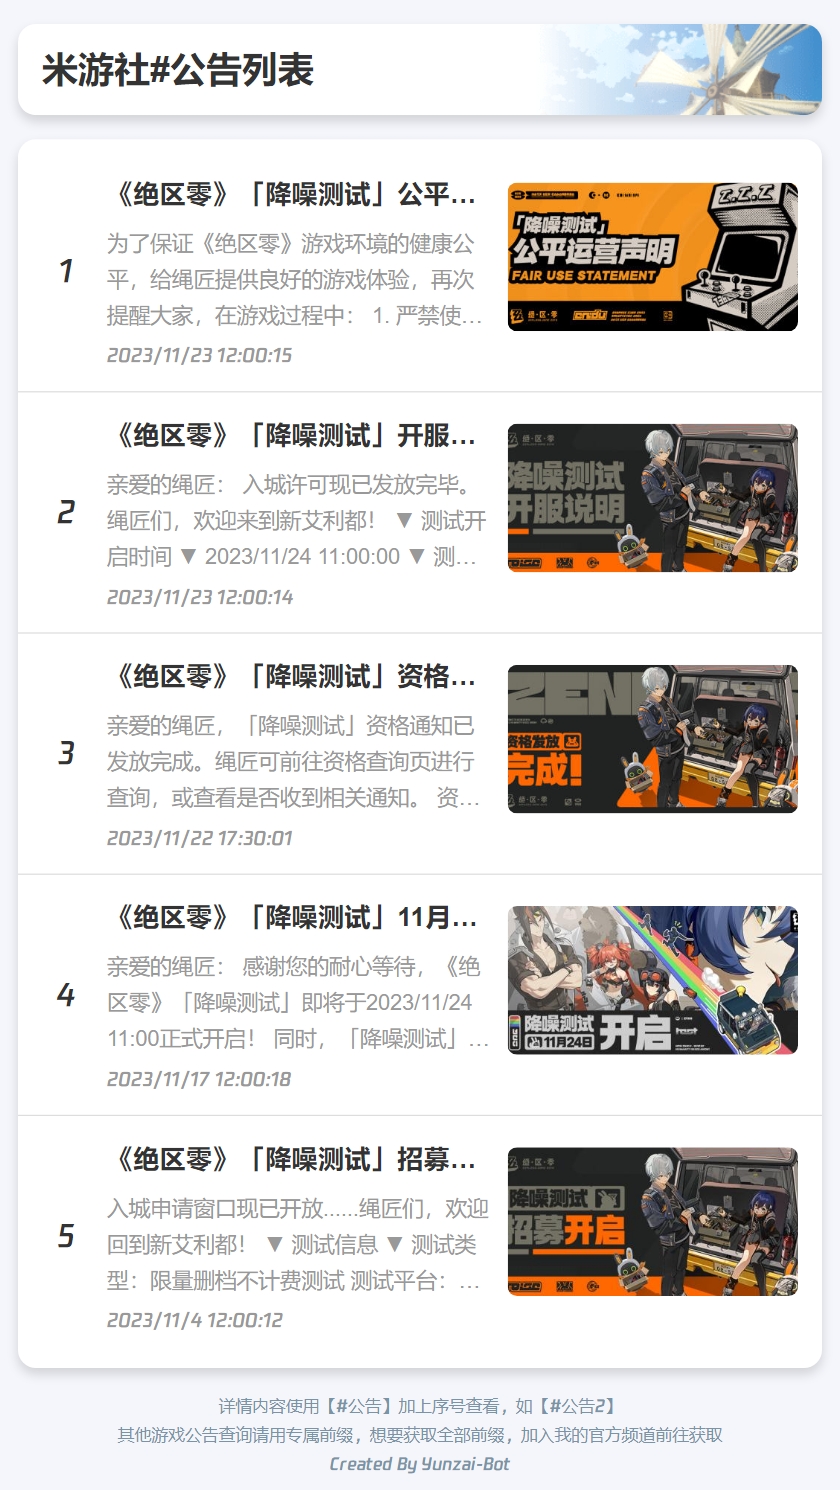 米游社#公告列表
1
《绝区零》「降噪测试」公平...
为了保证《绝区零》游戏环境的健康公
平，给绳匠提供良好的游戏体验，再次
提醒大家，在游戏过程中： 1. 严禁使...
2023/11/23 12:00:15
「降噪测试」
公平运营声明
FAIR USE STATEMENT
Z.Z.Z
绝·区·零
2
《绝区零》「降噪测试」开服...
亲爱的绳匠： 入城许可现已发放完毕。
绳匠们，欢迎来到新艾利都！ ▼ 测试开
启时间 ▼ 2023/11/24 11:00:00 ▼ 测...
2023/11/23 12:00:14
绝·区·零
降噪测试
开服说明
3
《绝区零》「降噪测试」资格...
亲爱的绳匠，「降噪测试」资格通知已
发放完成。绳匠可前往资格查询页进行
查询，或查看是否收到相关通知。 资...
2023/11/22 17:30:01
ZEN
资格发放
完成!
绝·区·零
4
《绝区零》「降噪测试」11月...
亲爱的绳匠： 感谢您的耐心等待，《绝
区零》「降噪测试」即将于2023/11/24
11:00正式开启！ 同时，「降噪测试」...
2023/11/17 12:00:18
降噪测试
11月24日
开启
5
《绝区零》「降噪测试」招募...
入城申请窗口现已开放......绳匠们，欢迎
回到新艾利都！ ▼ 测试信息 ▼ 测试类
型：限量删档不计费测试 测试平台：...
2023/11/4 12:00:12
绝·区·零
降噪测试
招募开启
详情内容使用【#公告】加上序号查看，如【#公告2】
其他游戏公告查询请用专属前缀，想要获取全部前缀，加入我的官方频道前往获取
Created By Yunzai-Bot